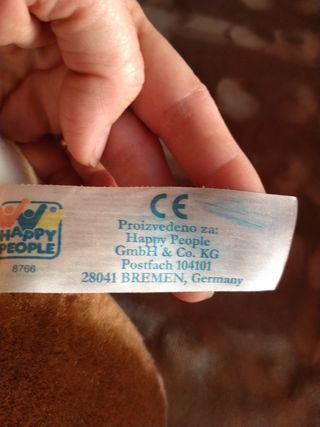 HAPPY
PEOPLE
8766
CE
Proizvedeno za:
Happy People
GmbH & Co. KG
Postfach 104101
28041 BREMEN, Germany